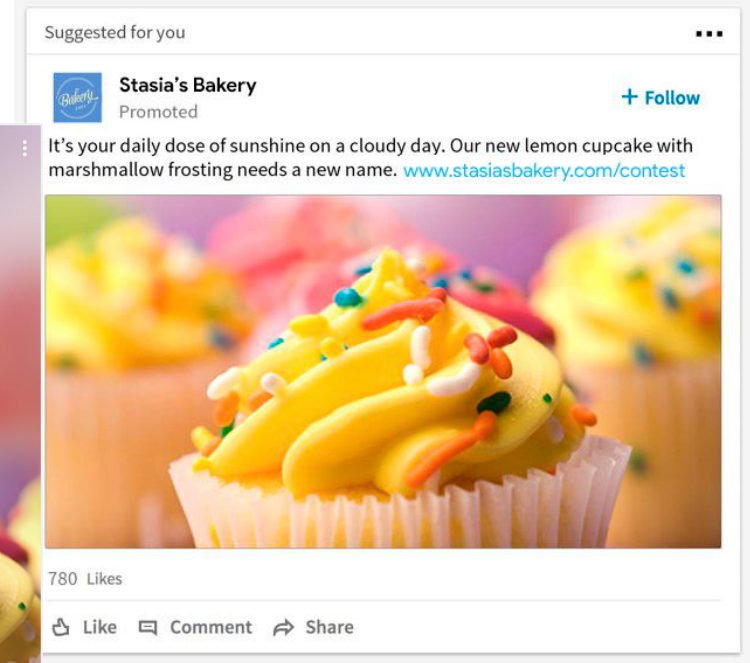 Suggested for you
Bakery
Stasia's Bakery
Promoted
+ Follow
It's your daily dose of sunshine on a cloudy day. Our new lemon cupcake with
marshmallow frosting needs a new name. www.stasiasbakery.com/contest
780 Likes
Like Comment Share